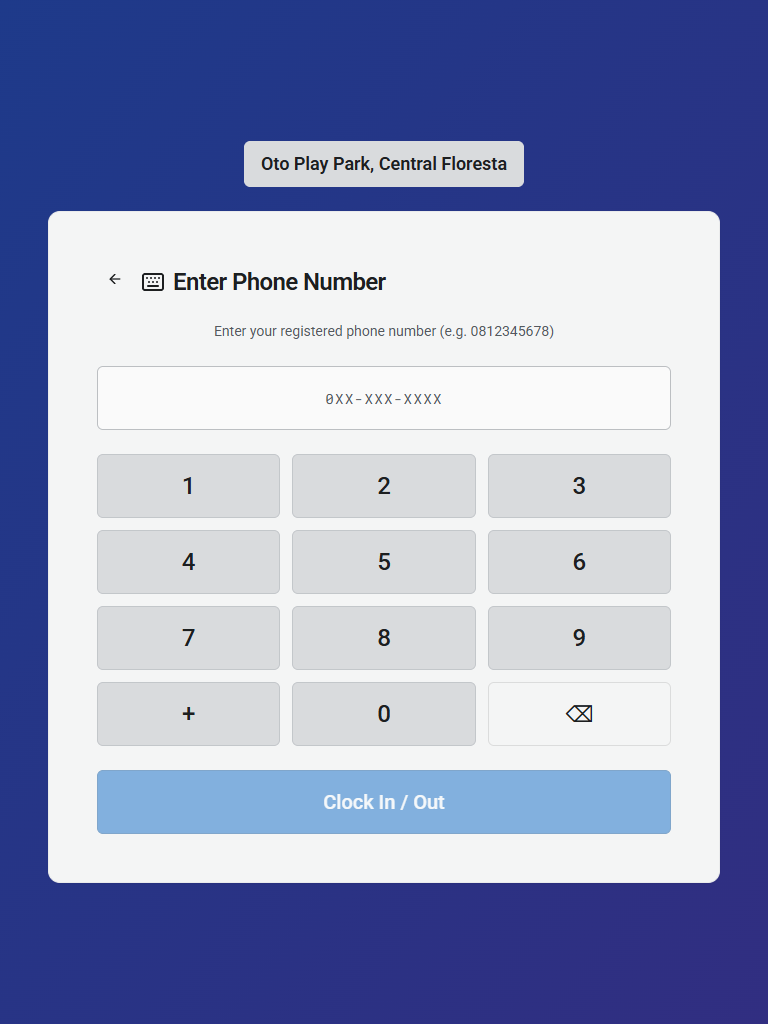 Oto Play Park, Central Floresta
Enter Phone Number
Enter your registered phone number (e.g. 0812345678)
0XX-XXX-XXXX
1 2 3
4 5 6
7 8 9
+ 0 ⌫
Clock In / Out